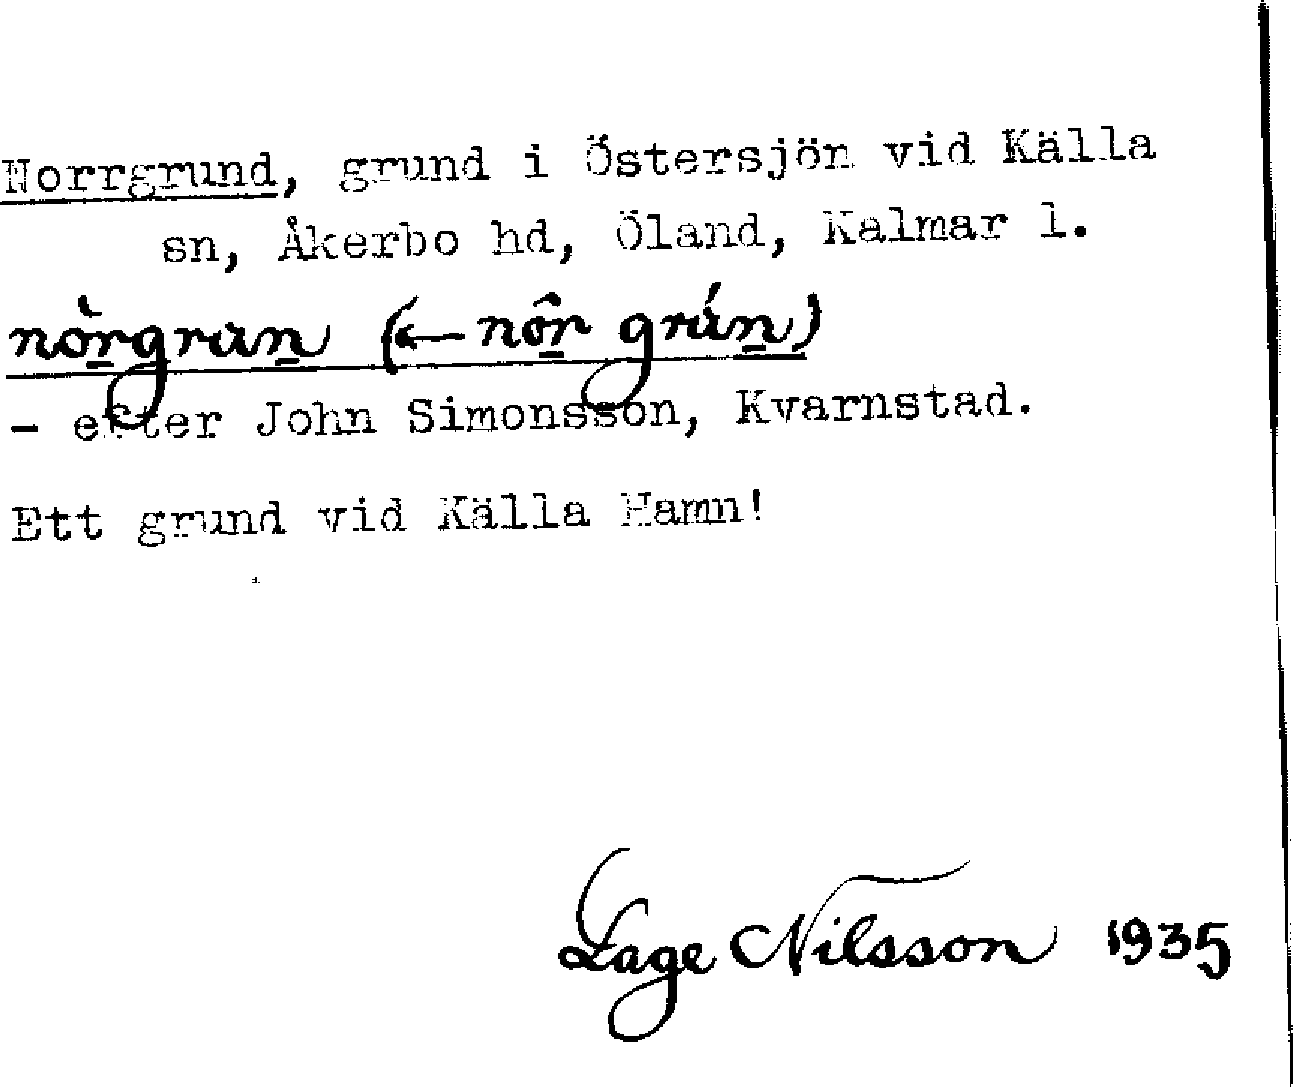 Norrgrund, grund i Östersjön vid Källa
sn, Åkerbo hd, Öland, Kalmar l.
nòrgrun (← nôr grún)
- efter John Simonsson, Kvarnstad.
Ett grund vid Källa Hamn!
Lage Nilsson 1935